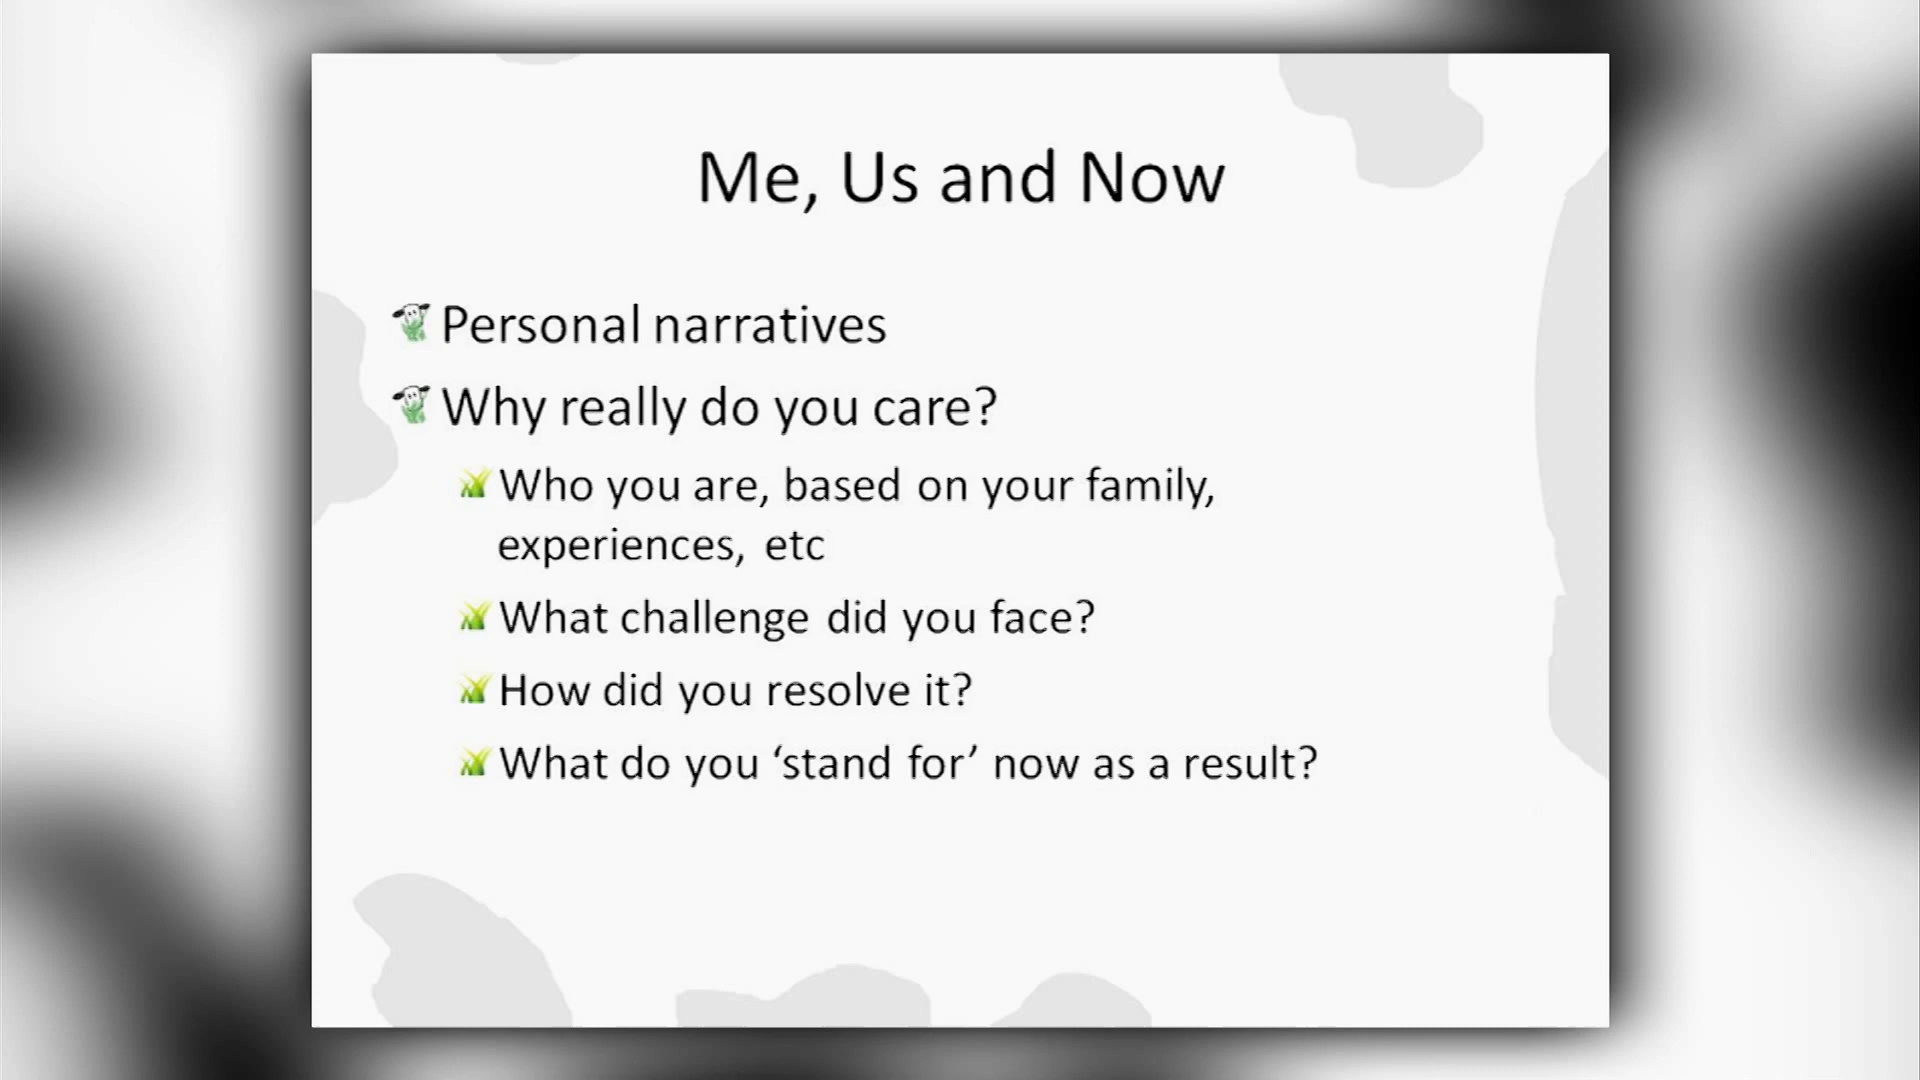 Me, Us and Now
Personal narratives
Why really do you care?
Who you are, based on your family,
experiences, etc
What challenge did you face?
How did you resolve it?
What do you ‘stand for’ now as a result?